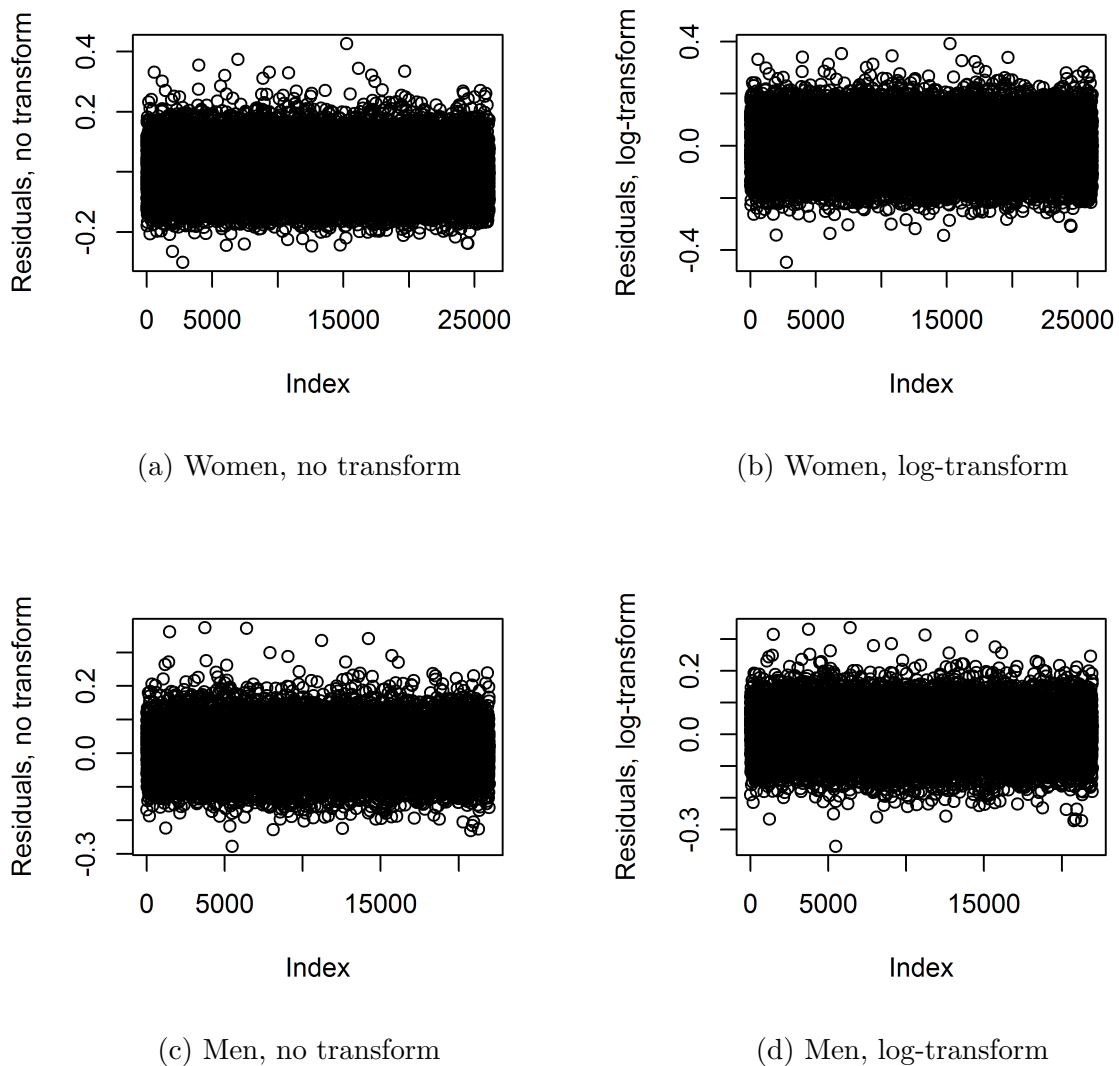 Residuals, no transform
0.4
0.2
-0.2
0 5000 15000 25000
Index
(a) Women, no transform
Residuals, log-transform
0.4
0.0
-0.4
0 5000 15000 25000
Index
(b) Women, log-transform
Residuals, no transform
0.2
0.0
-0.3
0 5000 15000
Index
(c) Men, no transform
Residuals, log-transform
0.2
0.0
-0.3
0 5000 15000
Index
(d) Men, log-transform